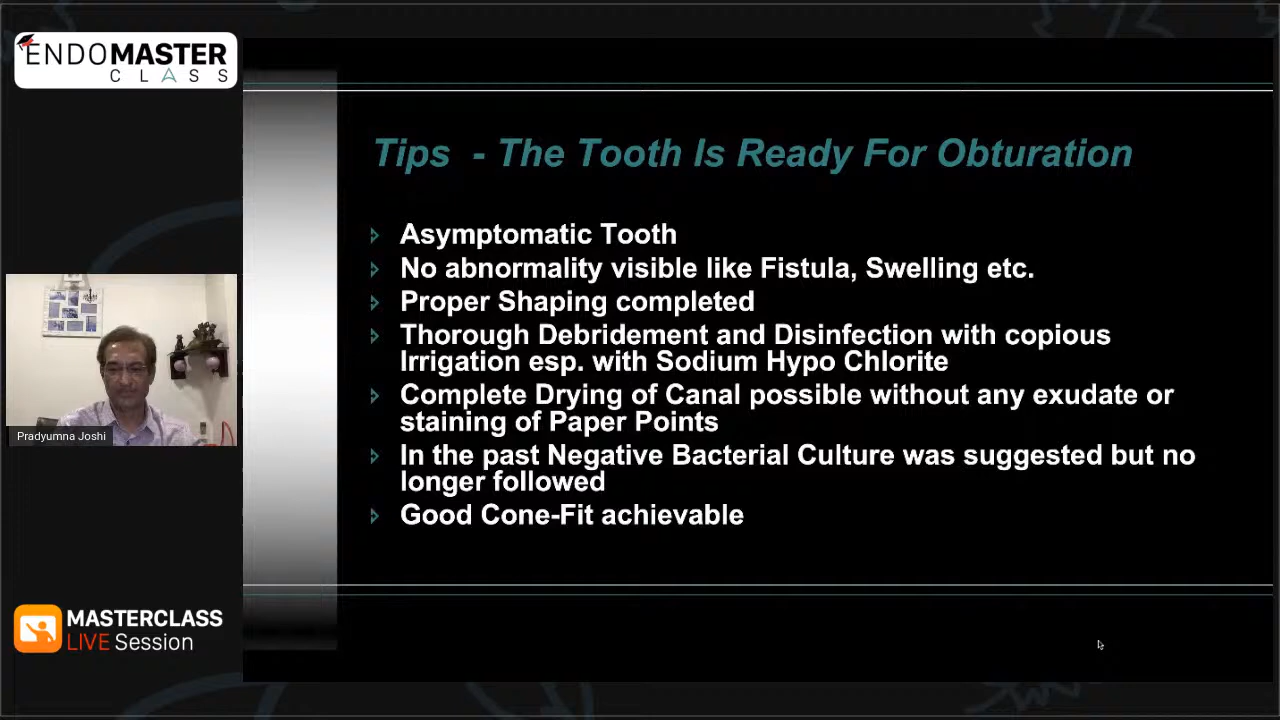 ENDOMASTER
CLASS
Tips - The Tooth Is Ready For Obturation
Asymptomatic Tooth
No abnormality visible like Fistula, Swelling etc.
Proper Shaping completed
Thorough Debridement and Disinfection with copious
Irrigation esp. with Sodium Hypo Chlorite
Complete Drying of Canal possible without any exudate or
staining of Paper Points
In the past Negative Bacterial Culture was suggested but no
longer followed
Good Cone-Fit achievable
Pradyumna Joshi
MASTERCLASS
LIVE Session